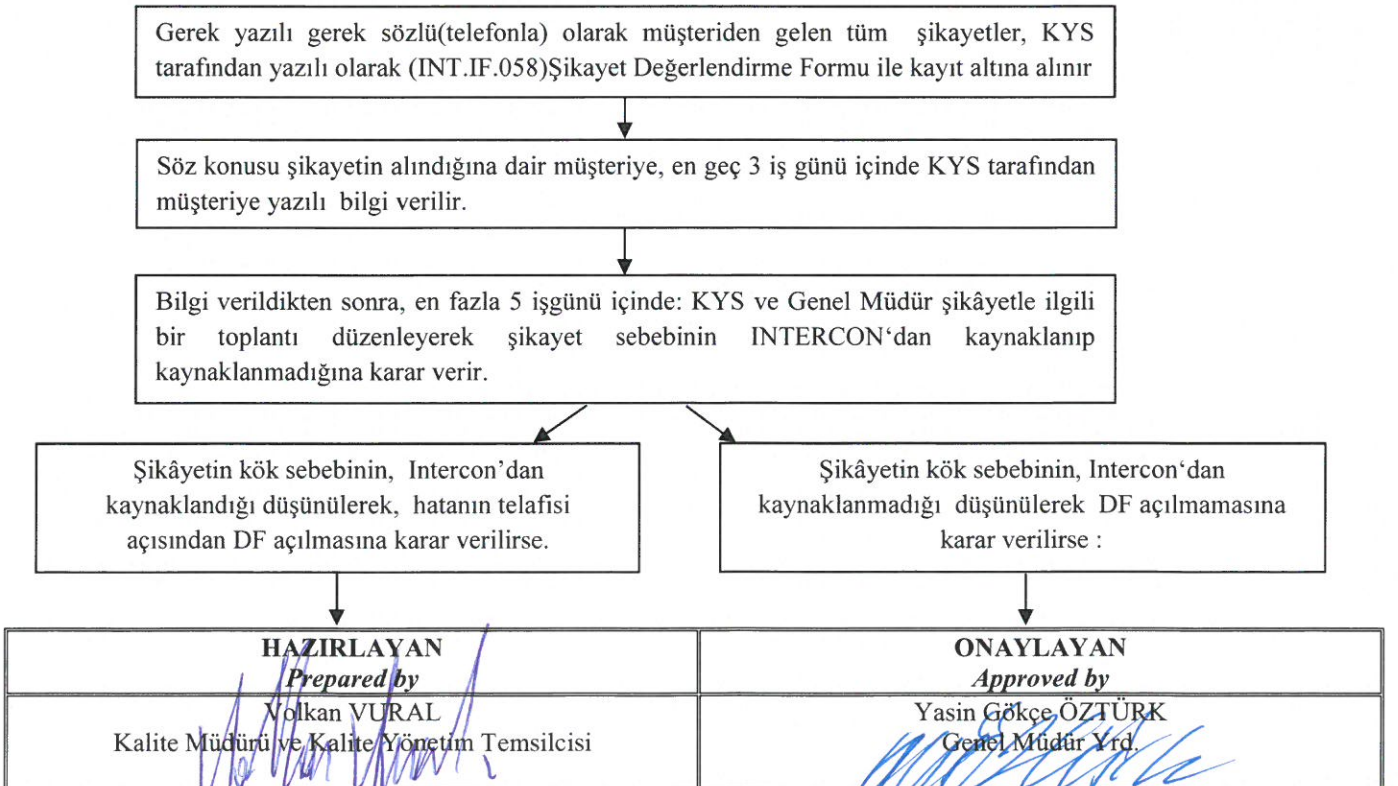 Gerek yazılı gerek sözlü(telefonla) olarak müşteriden gelen tüm şikayetler, KYS
tarafından yazılı olarak (INT.IF.058)Şikayet Değerlendirme Formu ile kayıt altına alınır
Söz konusu şikayetin alındığına dair müşteriye, en geç 3 iş günü içinde KYS tarafından
müşteriye yazılı bilgi verilir.
Bilgi verildikten sonra, en fazla 5 işgünü içinde: KYS ve Genel Müdür şikâyetle ilgili
bir toplantı düzenleyerek şikayet sebebinin INTERCON‘dan kaynaklanıp
kaynaklanmadığına karar verir.
Şikâyetin kök sebebinin, Intercon’dan
kaynaklandığı düşünülerek, hatanın telafisi
açısından DF açılmasına karar verilirse.
Şikâyetin kök sebebinin, Intercon‘dan
kaynaklanmadığı düşünülerek DF açılmamasına
karar verilirse :
HAZIRLAYAN
Prepared by
Volkan VURAL
Kalite Müdürü ve Kalite Yönetim Temsilcisi
ONAYLAYAN
Approved by
Yasin Gökçe ÖZTÜRK
Genel Müdür Yrd.